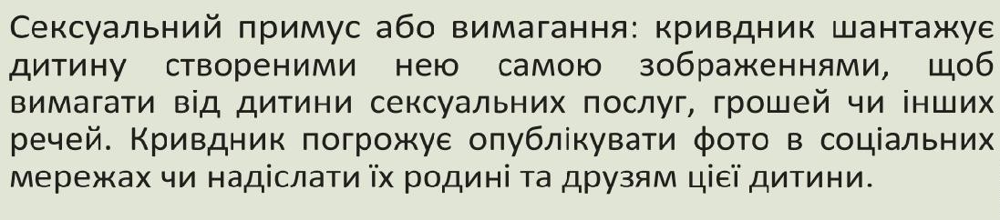 Сексуальний примус або вимагання: кривдник шантажує
дитину створеними нею самою зображеннями, щоб
вимагати від дитини сексуальних послуг, грошей чи інших
речей. Кривдник погрожує опублікувати фото в соціальних
мережах чи надіслати їх родині та друзям цієї дитини.